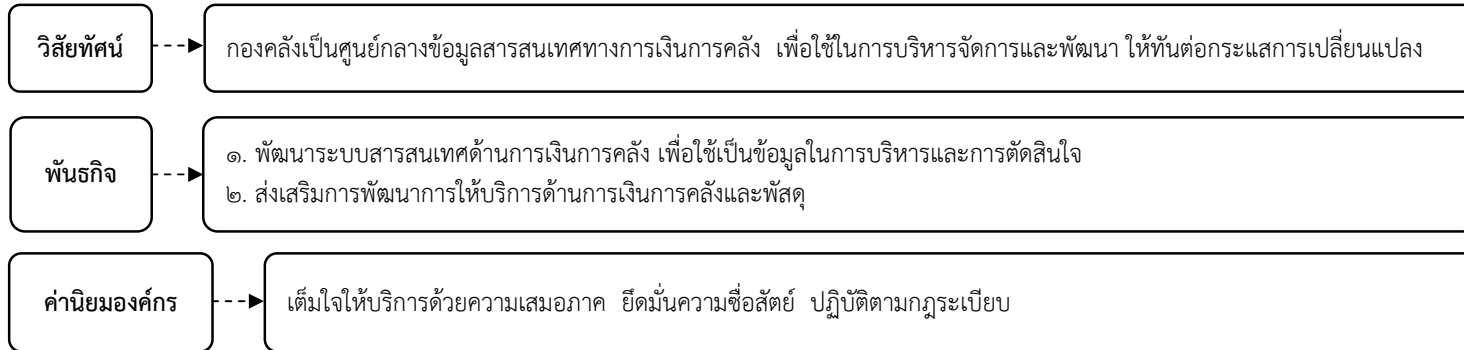 วิสัยทัศน์
กองคลังเป็นศูนย์กลางข้อมูลสารสนเทศทางการเงินการคลัง เพื่อใช้ในการบริหารจัดการและพัฒนา ให้ทันต่อกระแสการเปลี่ยนแปลง
พันธกิจ
๑. พัฒนาระบบสารสนเทศด้านการเงินการคลัง เพื่อใช้เป็นข้อมูลในการบริหารและการตัดสินใจ
๒. ส่งเสริมการพัฒนาการให้บริการด้านการเงินการคลังและพัสดุ
ค่านิยมองค์กร
เต็มใจให้บริการด้วยความเสมอภาค ยึดมั่นความซื่อสัตย์ ปฏิบัติตามกฎระเบียบ